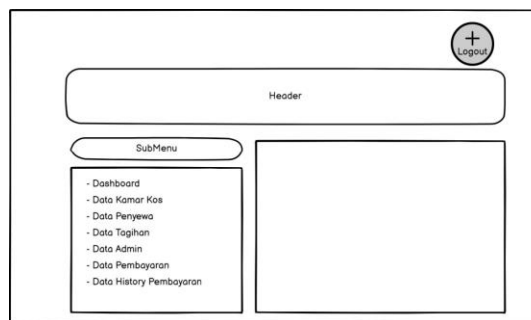 Logout
Header
SubMenu
- Dashboard
- Data Kamar Kos
- Data Penyewa
- Data Tagihan
- Data Admin
- Data Pembayaran
- Data History Pembayaran